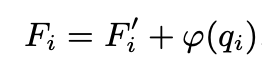 F_i = F_i' + φ(q_i)